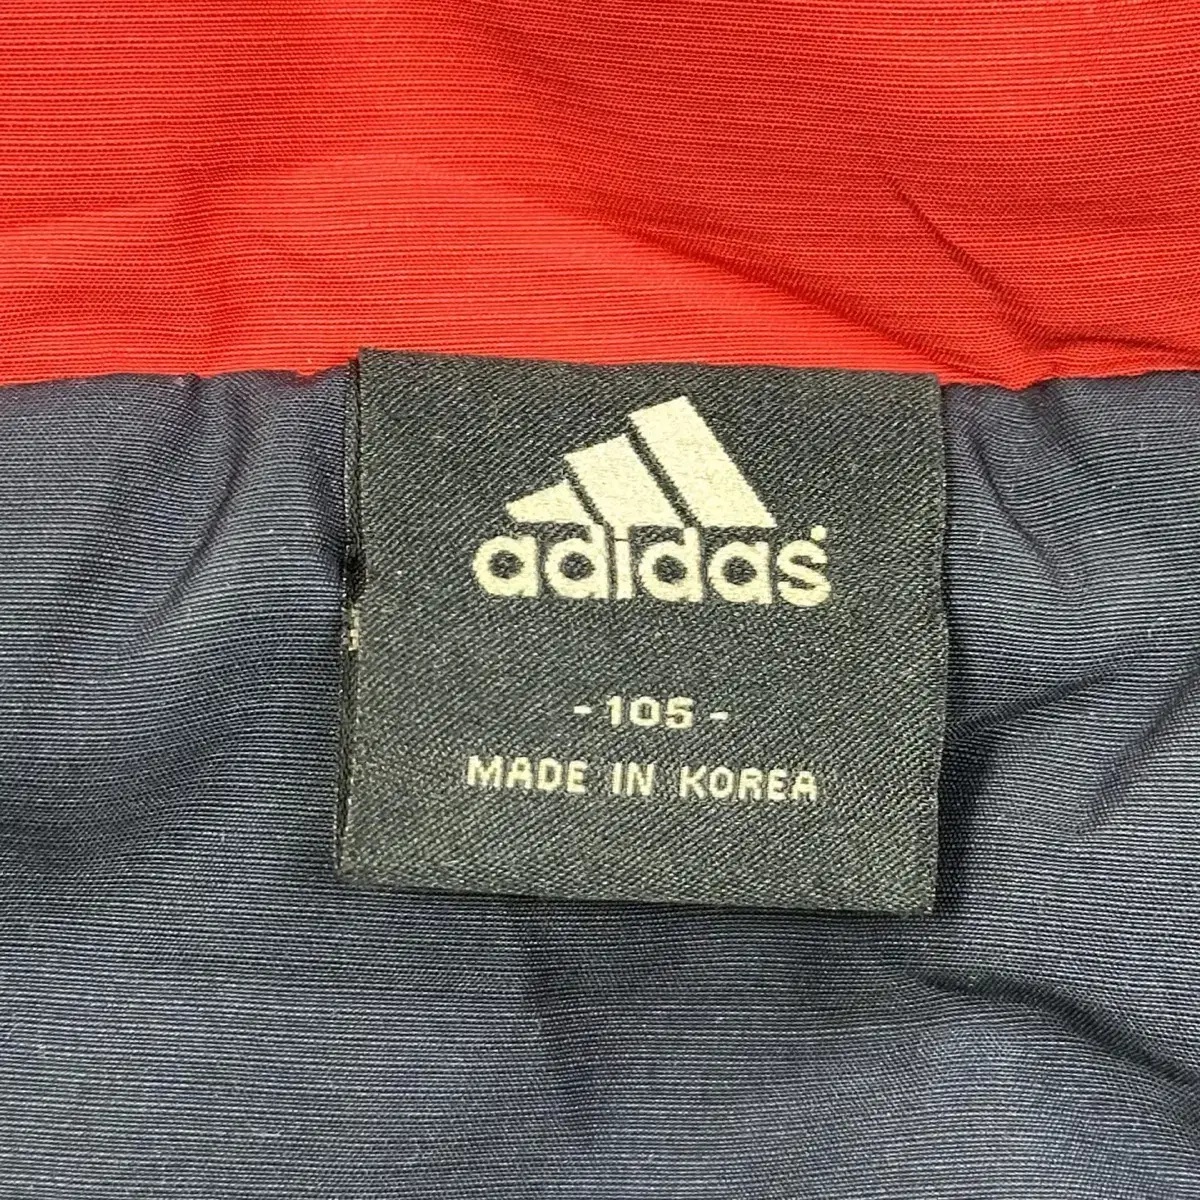 adidas
- 105 -
MADE IN KOREA